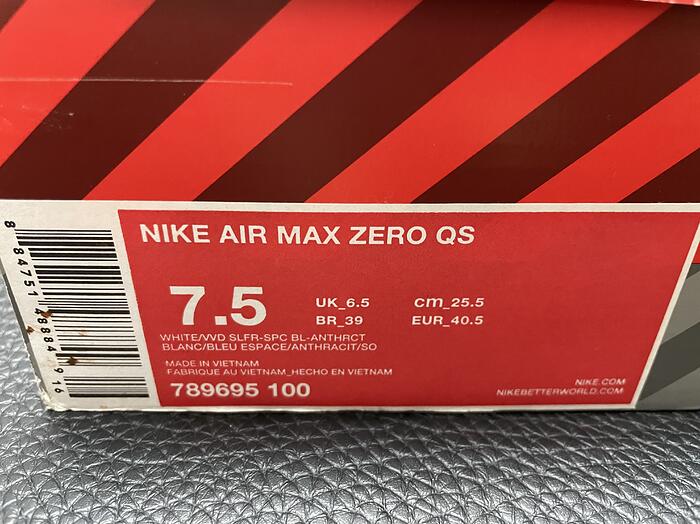 NIKE AIR MAX ZERO QS
7.5
UK_6.5 cm_25.5
BR_39 EUR_40.5
WHITE/VVD SLFR-SPC BL-ANTHRCT
BLANC/BLEU ESPACE/ANTHRACIT/SO
MADE IN VIETNAM
FABRIQUE AU VIETNAM_HECHO EN VIETNAM
789695 100
NIKE.COM
NIKEBETTERWORLD.COM
8 84751 48884 916